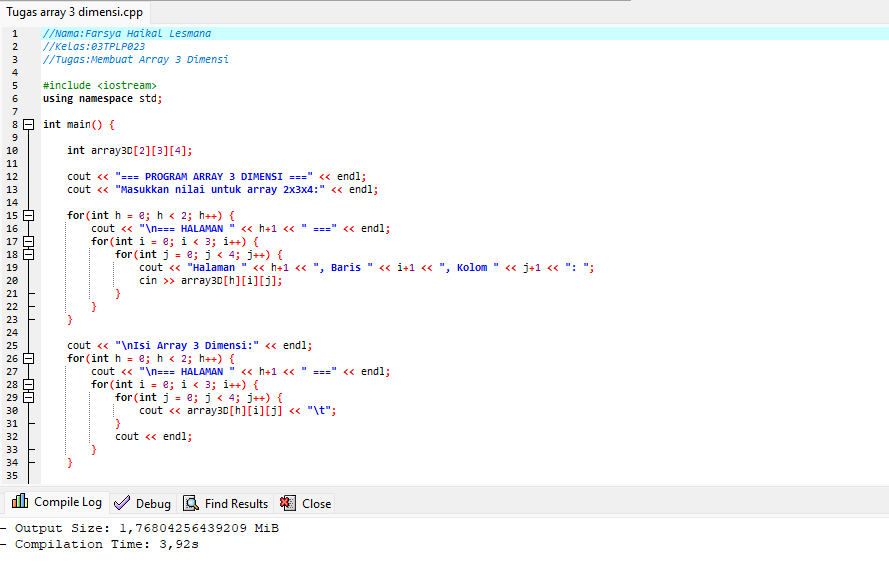 Tugas array 3 dimensi.cpp
1 //Nama:Farsya Haikal Lesmana
2 //Kelas:03TPLP023
3 //Tugas:Membuat Array 3 Dimensi
4
5 #include <iostream>
6 using namespace std;
7
8 int main() {
9
10 int array3D[2][3][4];
11
12 cout << "=== PROGRAM ARRAY 3 DIMENSI ===" << endl;
13 cout << "Masukkan nilai untuk array 2x3x4:" << endl;
14
15 for(int h = 0; h < 2; h++) {
16 cout << "\n=== HALAMAN " << h+1 << " ===" << endl;
17 for(int i = 0; i < 3; i++) {
18 for(int j = 0; j < 4; j++) {
19 cout << "Halaman " << h+1 << ", Baris " << i+1 << ", Kolom " << j+1 << ": ";
20 cin >> array3D[h][i][j];
21 }
22 }
23 }
24
25 cout << "\nIsi Array 3 Dimensi:" << endl;
26 for(int h = 0; h < 2; h++) {
27 cout << "\n=== HALAMAN " << h+1 << " ===" << endl;
28 for(int i = 0; i < 3; i++) {
29 for(int j = 0; j < 4; j++) {
30 cout << array3D[h][i][j] << "\t";
31 }
32 cout << endl;
33 }
34 }
35
Compile Log Debug Find Results Close
- Output Size: 1,76804256439209 MiB
- Compilation Time: 3,92s